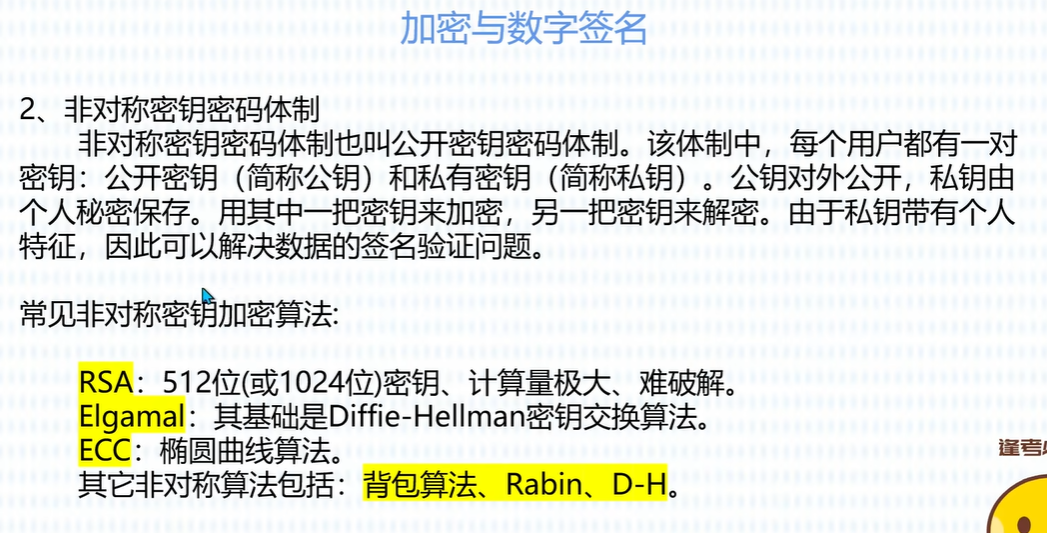 加密与数字签名
2、非对称密钥密码体制
非对称密钥密码体制也叫公开密钥密码体制。该体制中，每个用户都有一对
密钥：公开密钥（简称公钥）和私有密钥（简称私钥）。公钥对外公开，私钥由
个人秘密保存。用其中一把密钥来加密，另一把密钥来解密。由于私钥带有个人
特征，因此可以解决数据的签名验证问题。
常见非对称密钥加密算法:
RSA：512位(或1024位)密钥、计算量极大、难破解。
Elgamal：其基础是Diffie-Hellman密钥交换算法。
ECC：椭圆曲线算法。
其它非对称算法包括：背包算法、Rabin、D-H。
逢考